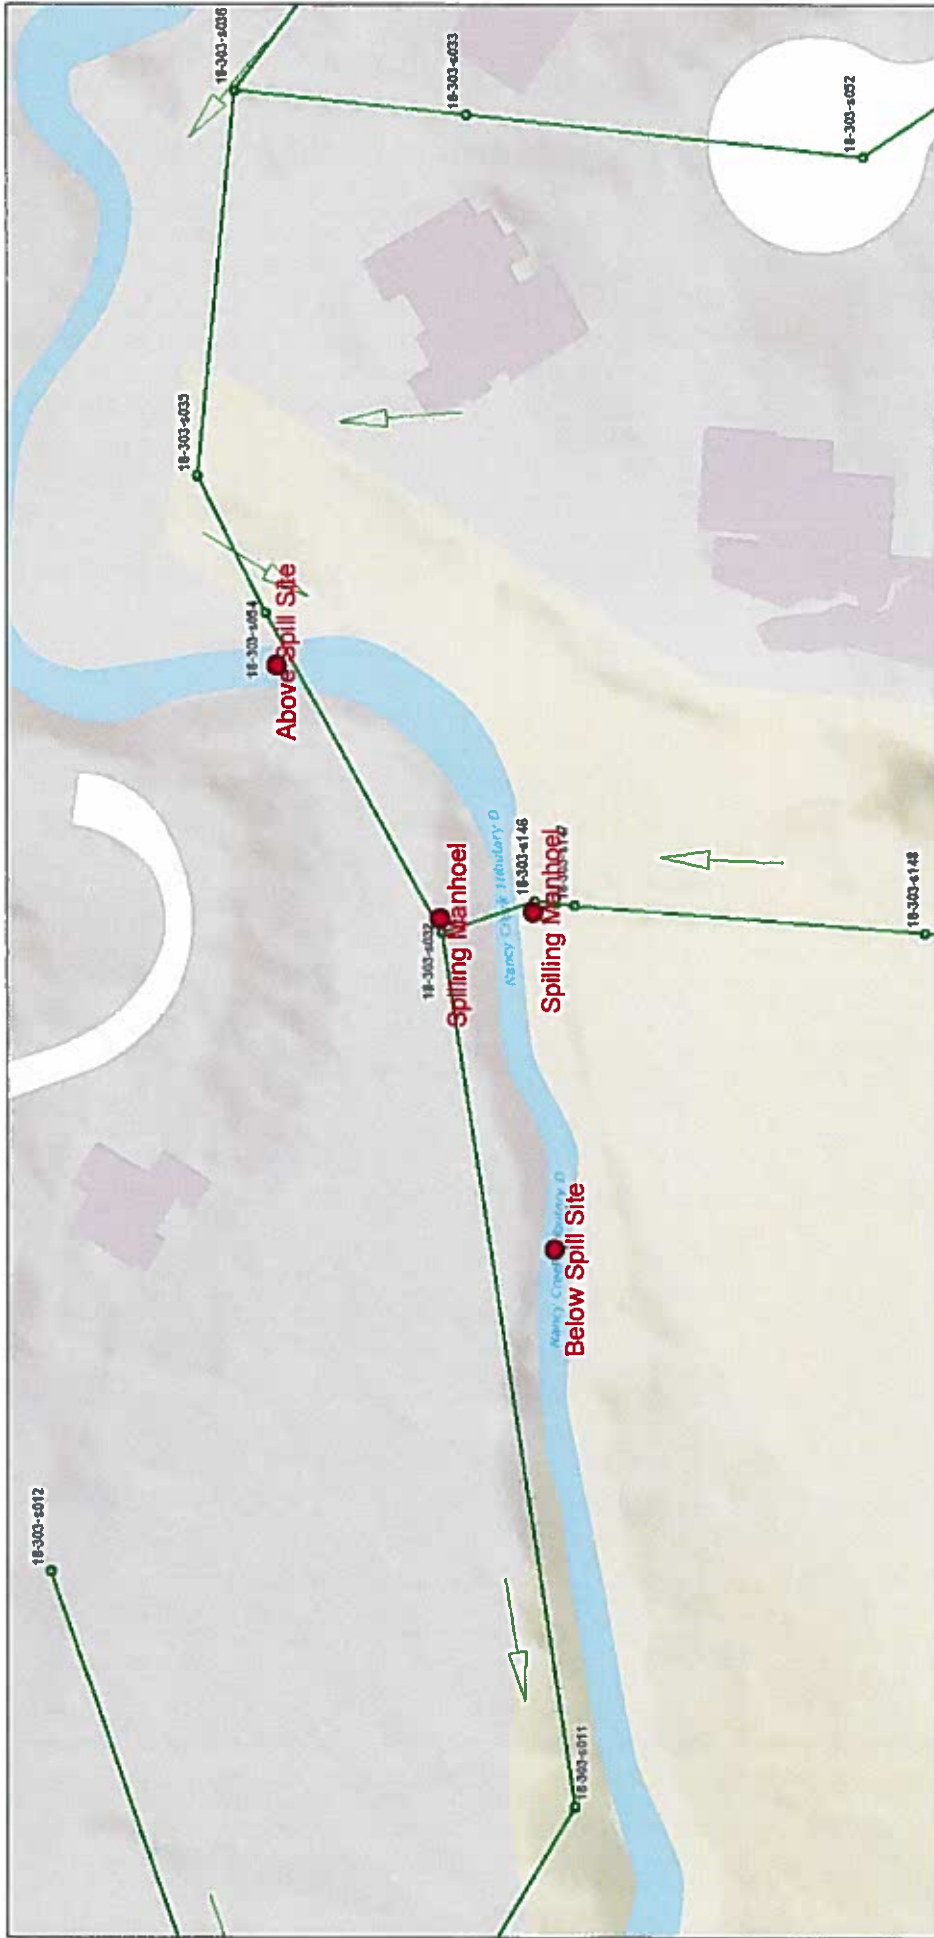 18-303-s036
18-303-s033
18-303-s052
18-303-s035
18-303-s054
Above Spill Site
18-303-s032
Spilling Manhoel
Nancy Creek Tributary D
18-303-s146
Spilling Manhoel
18-303-s148
Nancy Creek Tributary D
Below Spill Site
18-303-s012
18-303-s011